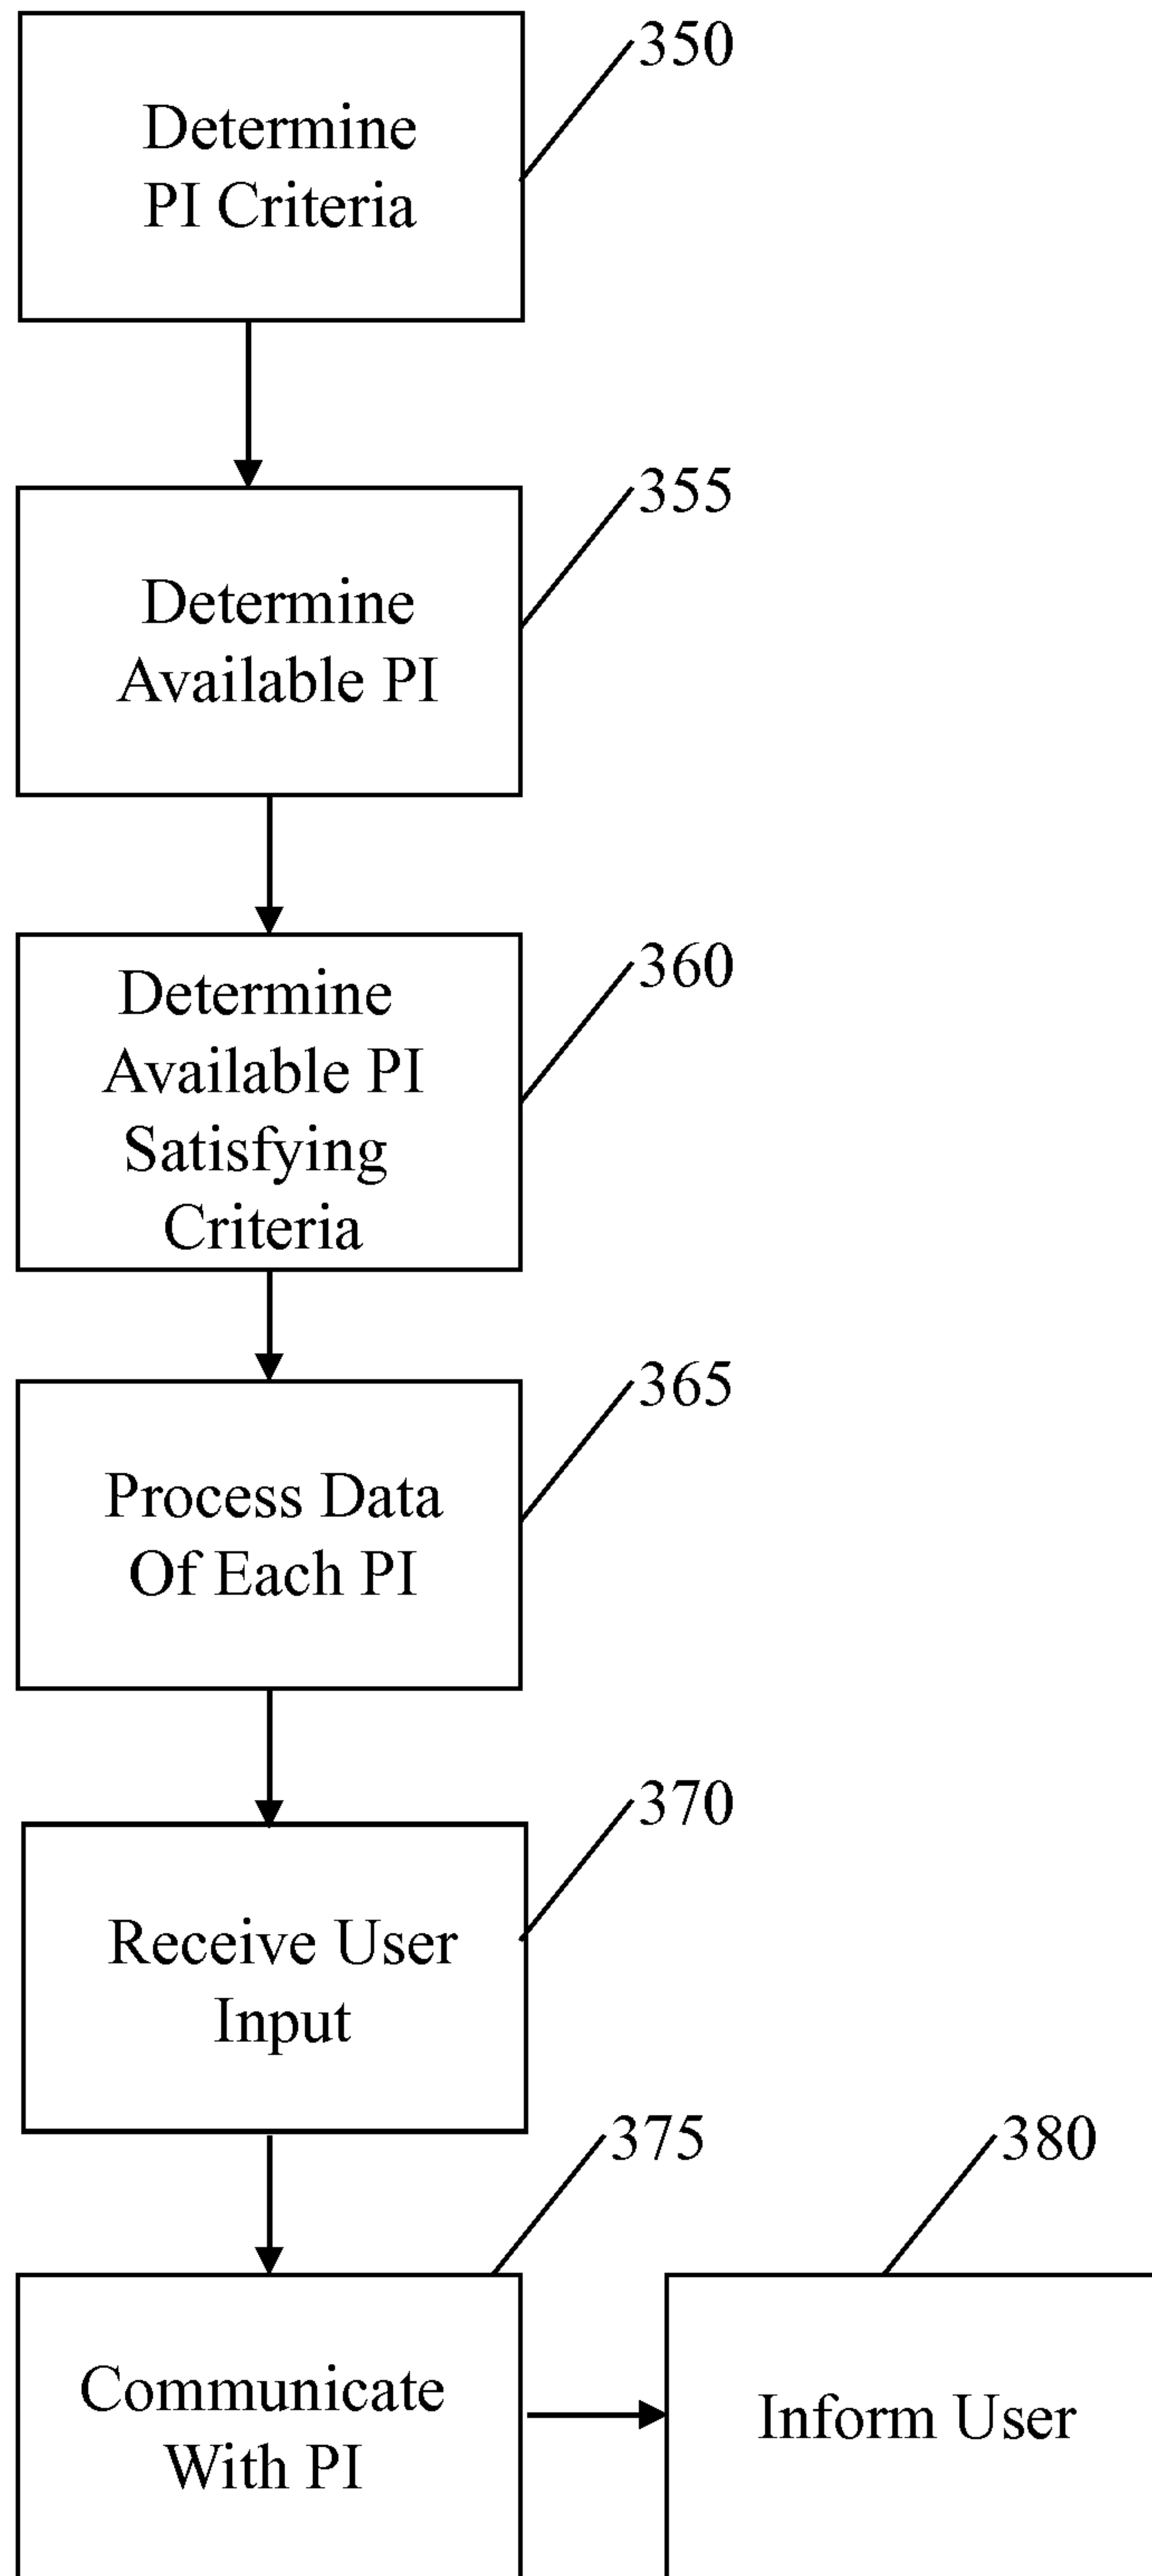 350
Determine
PI Criteria
355
Determine
Available PI
360
Determine
Available PI
Satisfying
Criteria
365
Process Data
Of Each PI
370
Receive User
Input
375
380
Communicate
With PI
Inform User